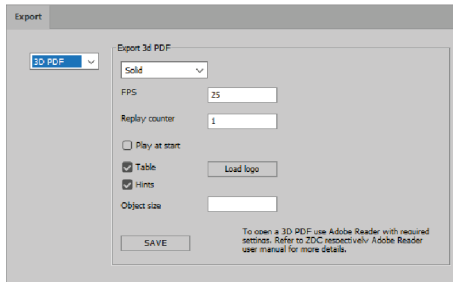 Export
3D PDF
Export 3d PDF
Solid
FPS
25
Replay counter
1
Play at start
Table
Load logo
Hints
Object size
SAVE
To open a 3D PDF use Adobe Reader with required
settings. Refer to ZDC respectively Adobe Reader
user manual for more details.